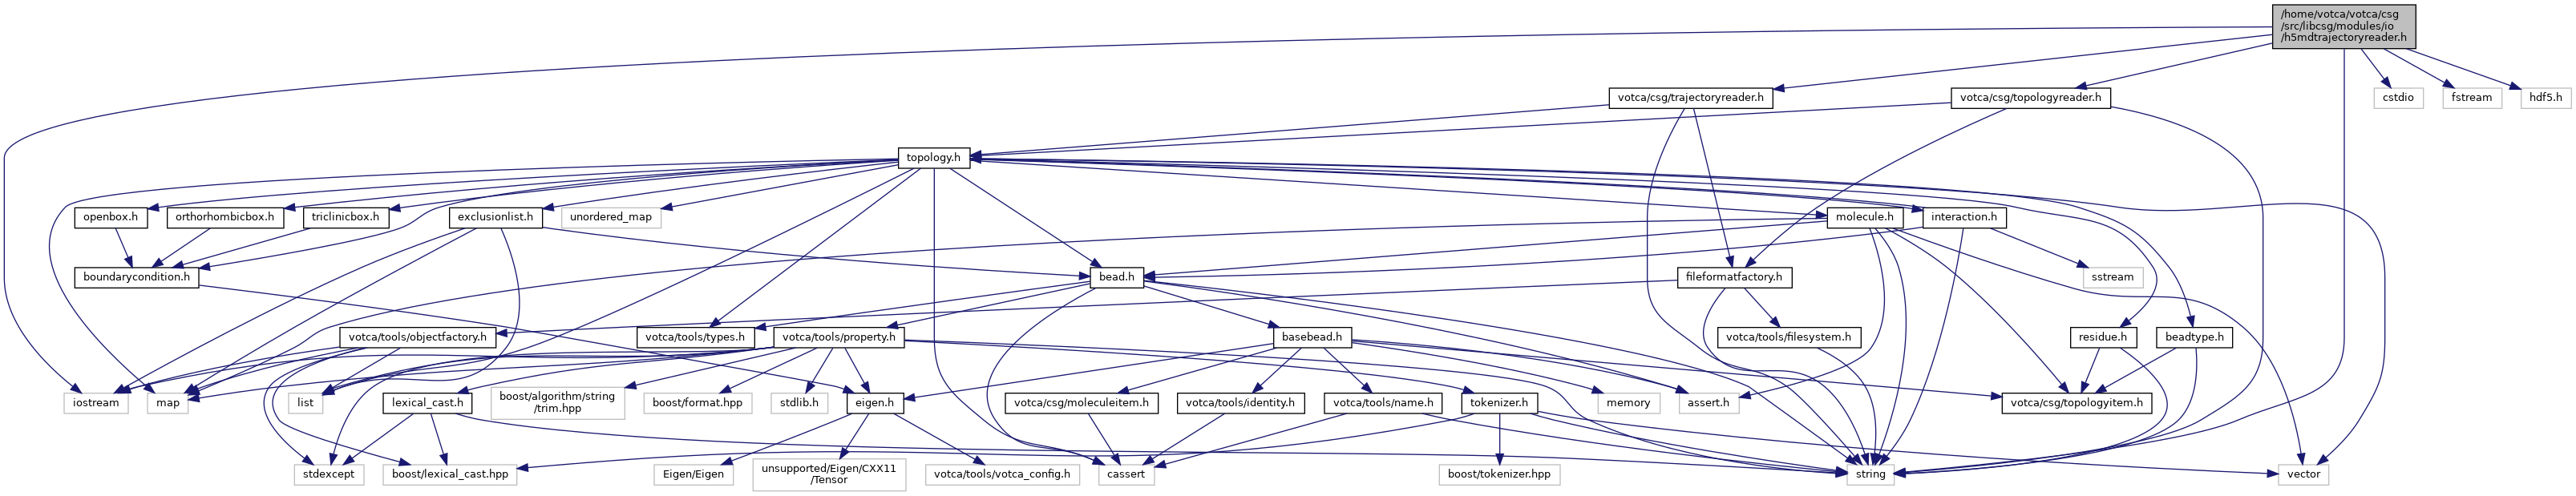 /home/votca/votca/csg
/src/libcsg/modules/io
/h5mdtrajectoryreader.h
votca/csg/trajectoryreader.h
votca/csg/topologyreader.h
cstdio
fstream
hdf5.h
topology.h
openbox.h
orthorhombicbox.h
triclinicbox.h
exclusionlist.h
unordered_map
molecule.h
interaction.h
boundarycondition.h
bead.h
fileformatfactory.h
sstream
votca/tools/objectfactory.h
votca/tools/types.h
votca/tools/property.h
basebead.h
votca/tools/filesystem.h
residue.h
beadtype.h
iostream
map
list
lexical_cast.h
boost/algorithm/string
/trim.hpp
boost/format.hpp
stdlib.h
eigen.h
votca/csg/moleculeitem.h
votca/tools/identity.h
votca/tools/name.h
tokenizer.h
memory
assert.h
votca/csg/topologyitem.h
stdexcept
boost/lexical_cast.hpp
Eigen/Eigen
unsupported/Eigen/CXX11
/Tensor
votca/tools/votca_config.h
cassert
boost/tokenizer.hpp
string
vector